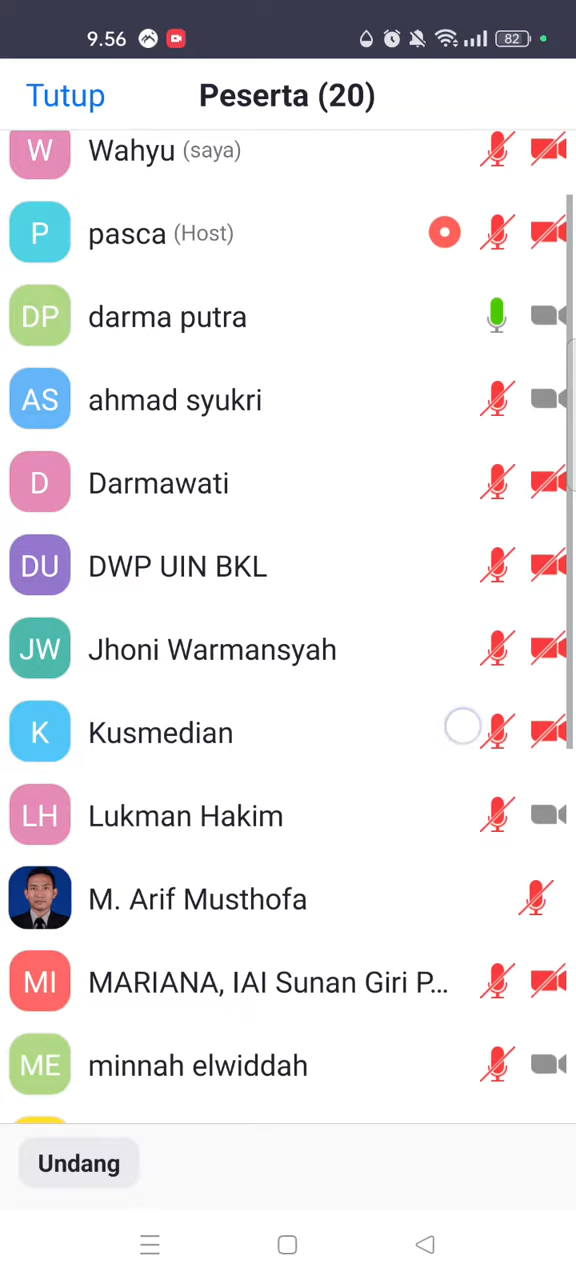 9.56
82
Tutup
Peserta (20)
W
Wahyu (saya)
P
pasca (Host)
DP
darma putra
AS
ahmad syukri
D
Darmawati
DU
DWP UIN BKL
JW
Jhoni Warmansyah
K
Kusmedian
LH
Lukman Hakim
M. Arif Musthofa
MI
MARIANA, IAI Sunan Giri P...
ME
minnah elwiddah
Undang